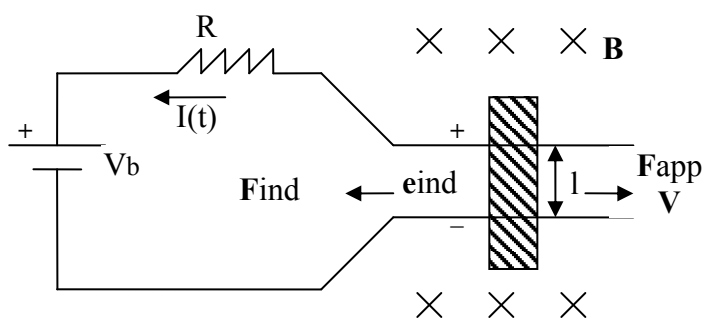 R
B
I(t)
+
+
Vb
Find
eind
l
Fapp
V
–